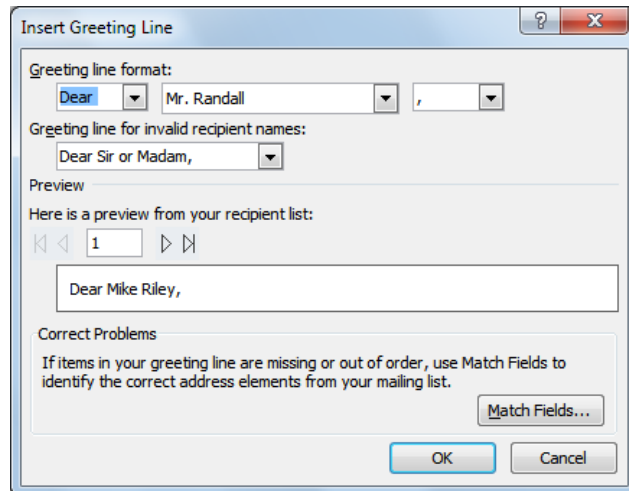 Insert Greeting Line
Greeting line format:
Dear Mr. Randall ,
Greeting line for invalid recipient names:
Dear Sir or Madam,
Preview
Here is a preview from your recipient list:
1
Dear Mike Riley,
Correct Problems
If items in your greeting line are missing or out of order, use Match Fields to
identify the correct address elements from your mailing list.
Match Fields...
OK Cancel